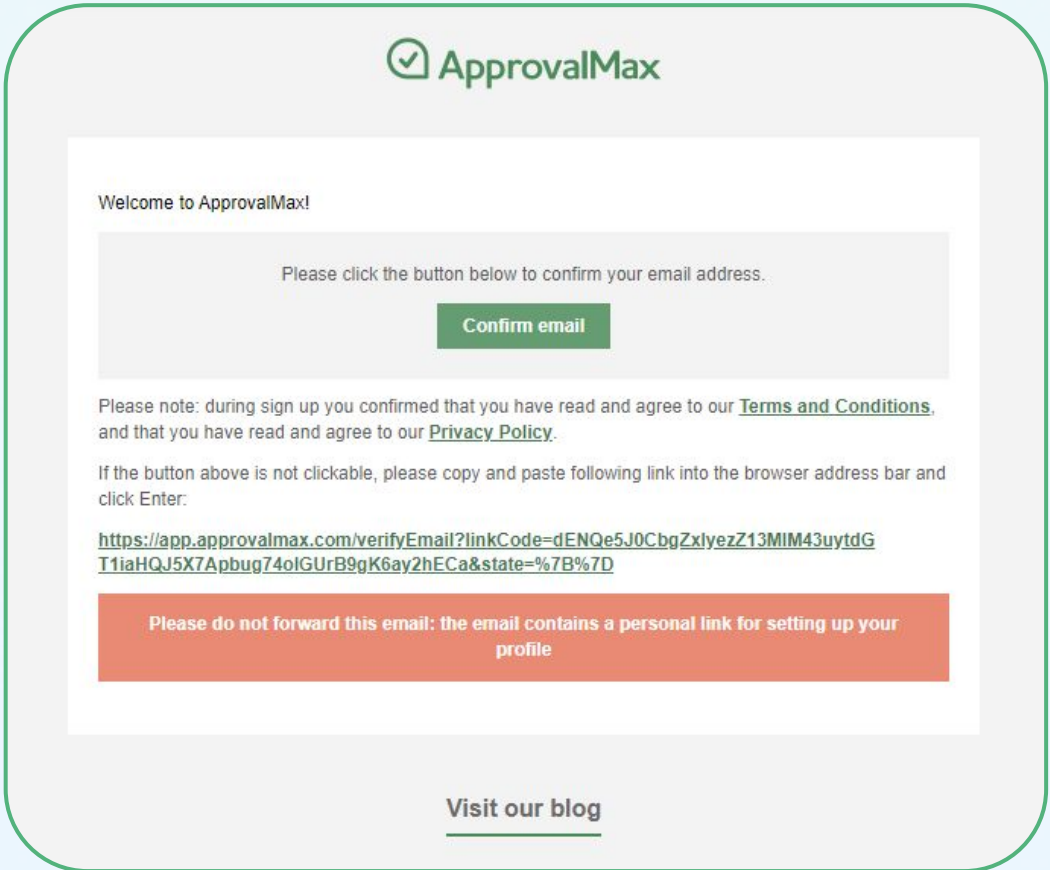 ApprovalMax
Welcome to ApprovalMax!
Please click the button below to confirm your email address.
Confirm email
Please note: during sign up you confirmed that you have read and agree to our Terms and Conditions,
and that you have read and agree to our Privacy Policy.
If the button above is not clickable, please copy and paste following link into the browser address bar and
click Enter:
https://app.approvalmax.com/verifyEmail?linkCode=dENQe5J0CbgZxlyezZ13MIM43uytdG
T1iaHQJ5X7Apbug74olGUrB9gK6ay2hECa&state=%7B%7D
Please do not forward this email: the email contains a personal link for setting up your
profile
Visit our blog